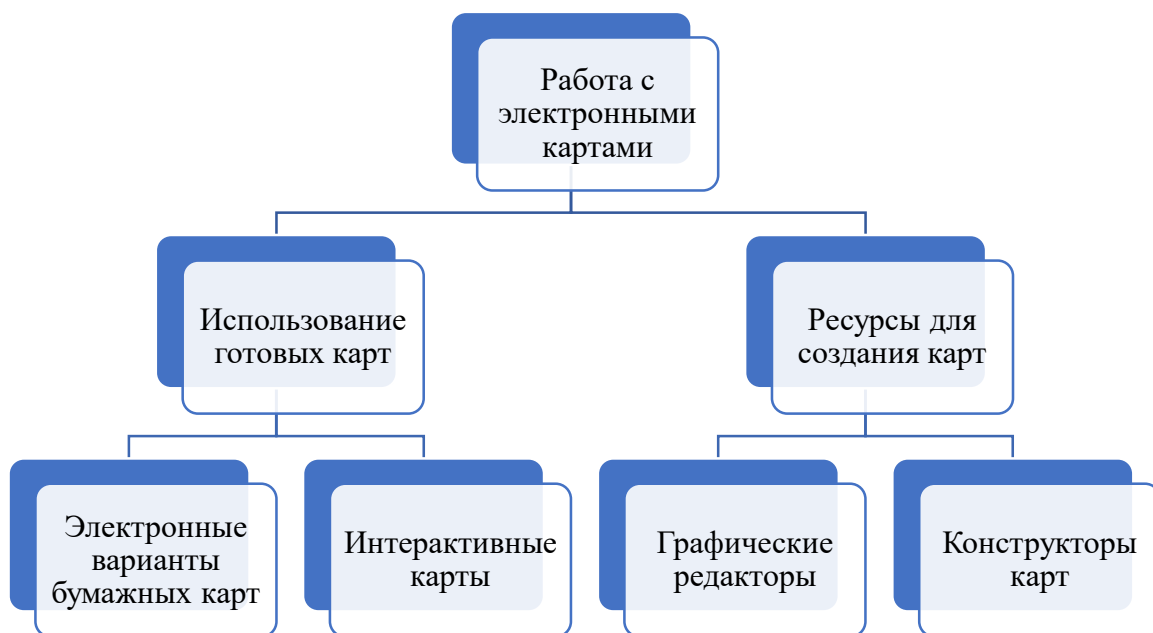 Работа с
электронными
картами
Использование
готовых карт
Ресурсы для
создания карт
Электронные
варианты
бумажных карт
Интерактивные
карты
Графические
редакторы
Конструкторы
карт